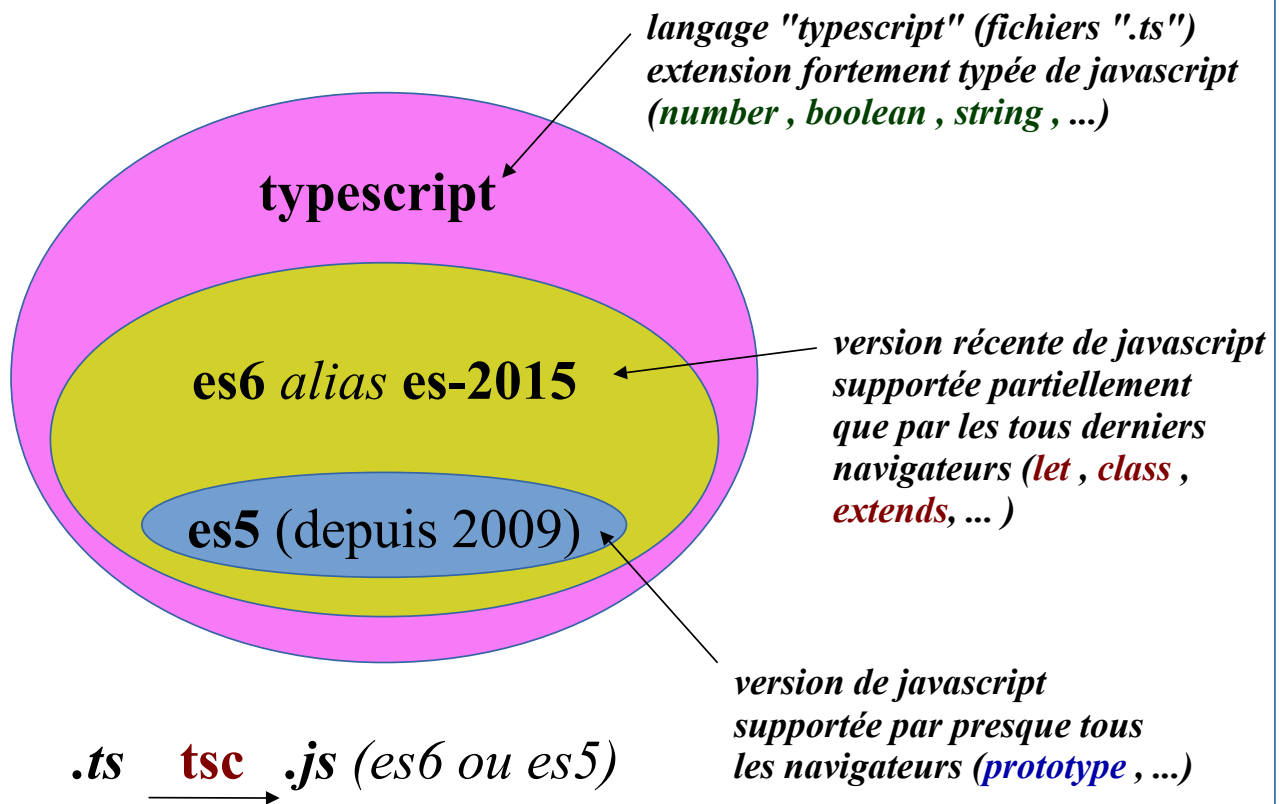 langage "typescript" (fichiers ".ts")
extension fortement typée de javascript
(number , boolean , string , ...)
typescript
version récente de javascript
supportée partiellement
que par les tous derniers
navigateurs (let , class ,
extends, ... )
es6 alias es-2015
es5 (depuis 2009)
version de javascript
supportée par presque tous
les navigateurs (prototype , ...)
.ts tsc .js (es6 ou es5)